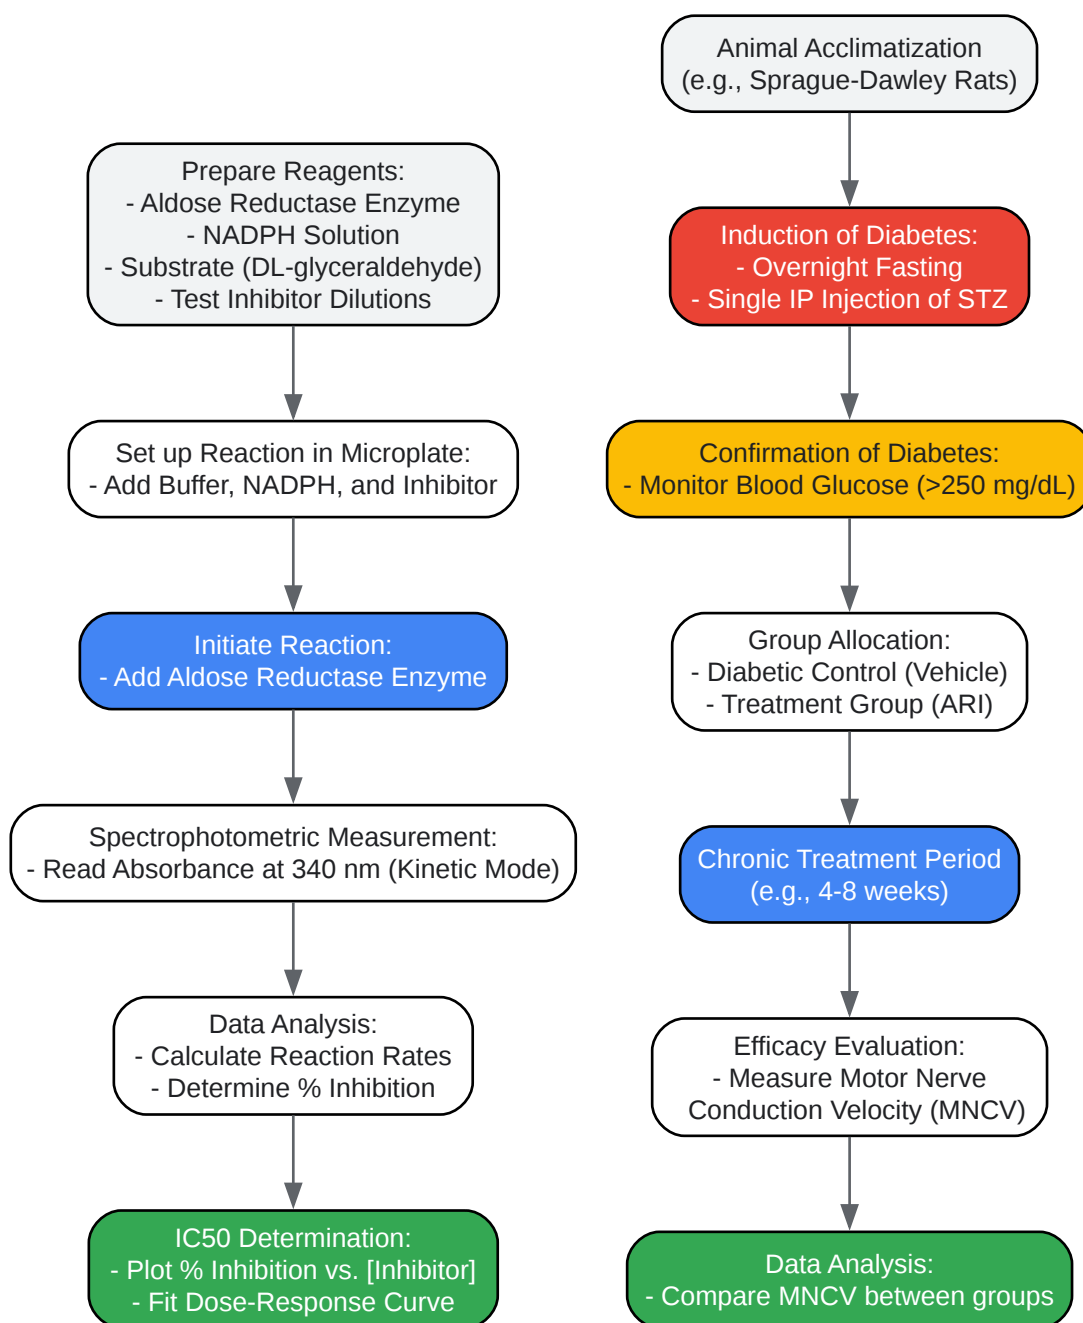 Prepare Reagents:
- Aldose Reductase Enzyme
- NADPH Solution
- Substrate (DL-glyceraldehyde)
- Test Inhibitor Dilutions
Set up Reaction in Microplate:
- Add Buffer, NADPH, and Inhibitor
Initiate Reaction:
- Add Aldose Reductase Enzyme
Spectrophotometric Measurement:
- Read Absorbance at 340 nm (Kinetic Mode)
Data Analysis:
- Calculate Reaction Rates
- Determine % Inhibition
IC50 Determination:
- Plot % Inhibition vs. [Inhibitor]
- Fit Dose-Response Curve
Animal Acclimatization
(e.g., Sprague-Dawley Rats)
Induction of Diabetes:
- Overnight Fasting
- Single IP Injection of STZ
Confirmation of Diabetes:
- Monitor Blood Glucose (>250 mg/dL)
Group Allocation:
- Diabetic Control (Vehicle)
- Treatment Group (ARI)
Chronic Treatment Period
(e.g., 4-8 weeks)
Efficacy Evaluation:
- Measure Motor Nerve
Conduction Velocity (MNCV)
Data Analysis:
- Compare MNCV between groups